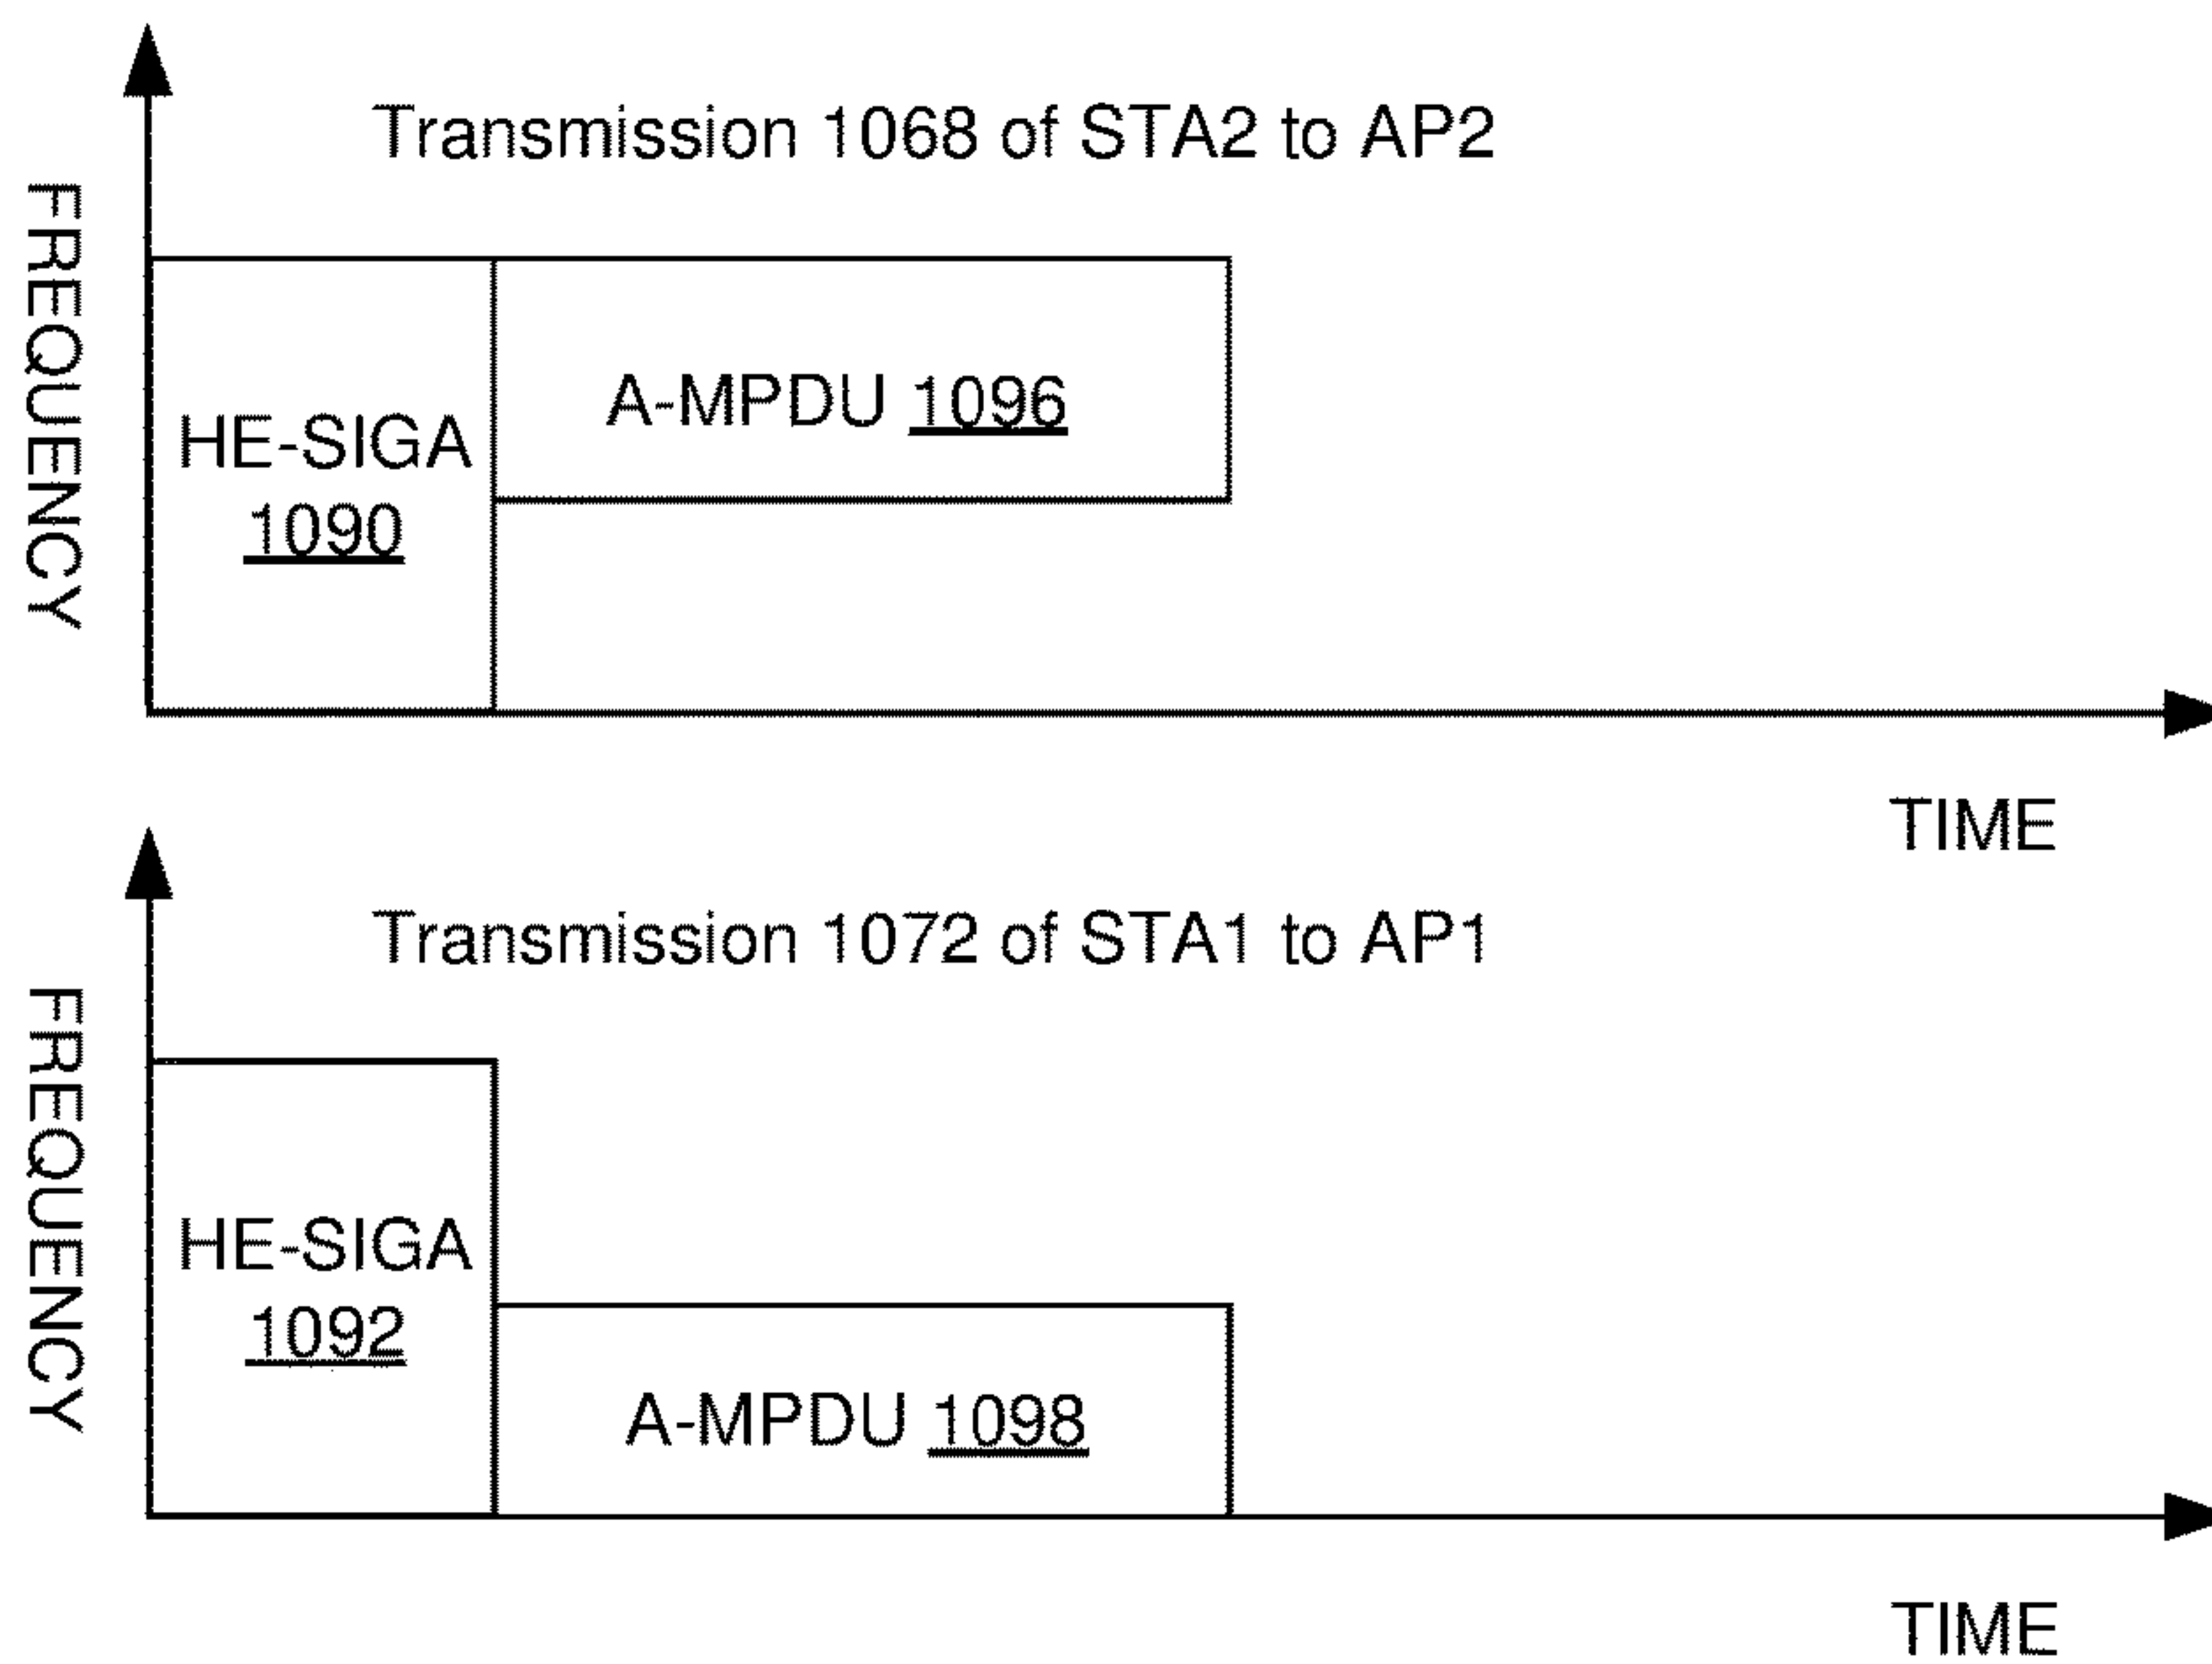 Transmission 1068 of STA2 to AP2
FREQUENCY
HE-SIGA
1090
A-MPDU 1096
TIME
Transmission 1072 of STA1 to AP1
FREQUENCY
HE-SIGA
1092
A-MPDU 1098
TIME